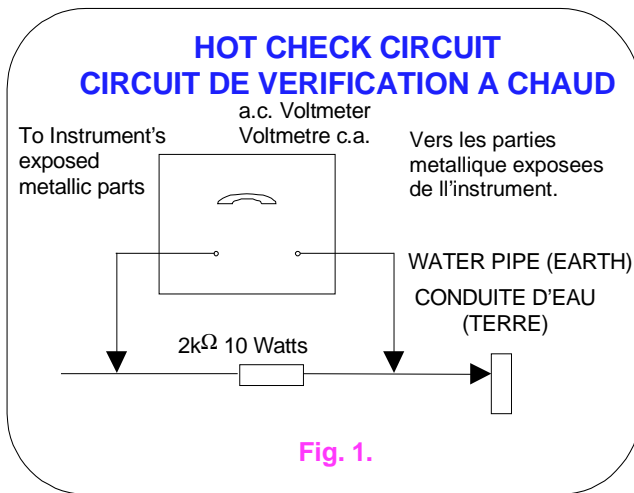 HOT CHECK CIRCUIT
CIRCUIT DE VERIFICATION A CHAUD
a.c. Voltmeter
Voltmetre c.a.
To Instrument's
exposed
metallic parts
Vers les parties
metallique exposees
de ll'instrument.
WATER PIPE (EARTH)
CONDUITE D'EAU
(TERRE)
2kΩ 10 Watts
Fig. 1.